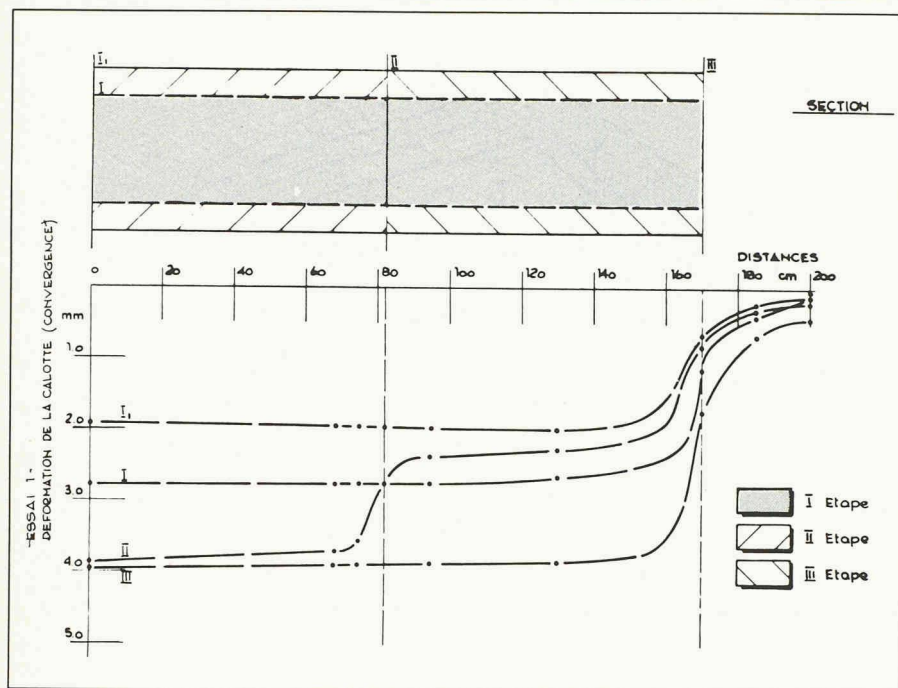 I₁
II
III
I
SECTION
DISTANCES
0 20 40 60 80 100 120 140 160 180 cm 200
mm
1.0
2.0
3.0
4.0
5.0
I₁
I
II
III
-ESSAI 1-
DEFORMATION DE LA CALOTTE (CONVERGENCE)
I Etape
II Etape
III Etape